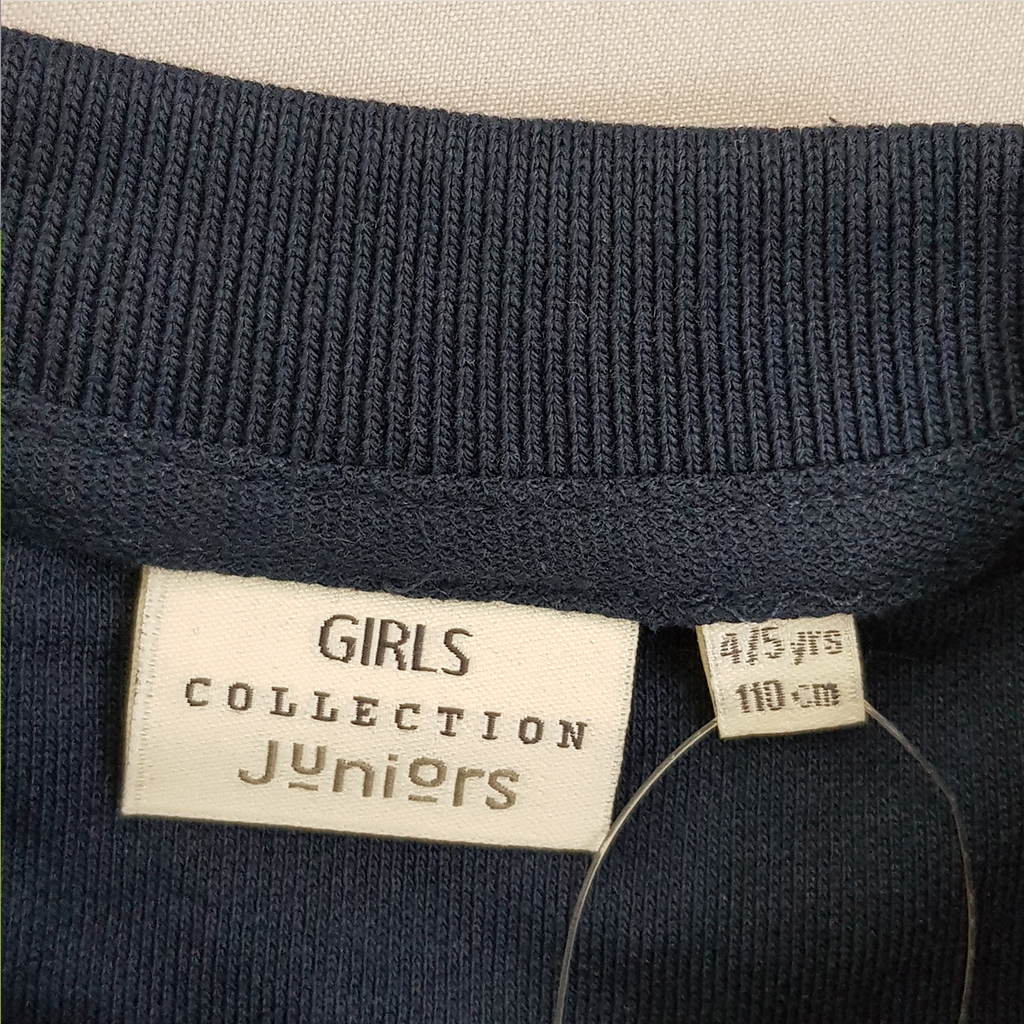 GIRLS
COLLECTION
Juniors
4/5 yrs
110 cm